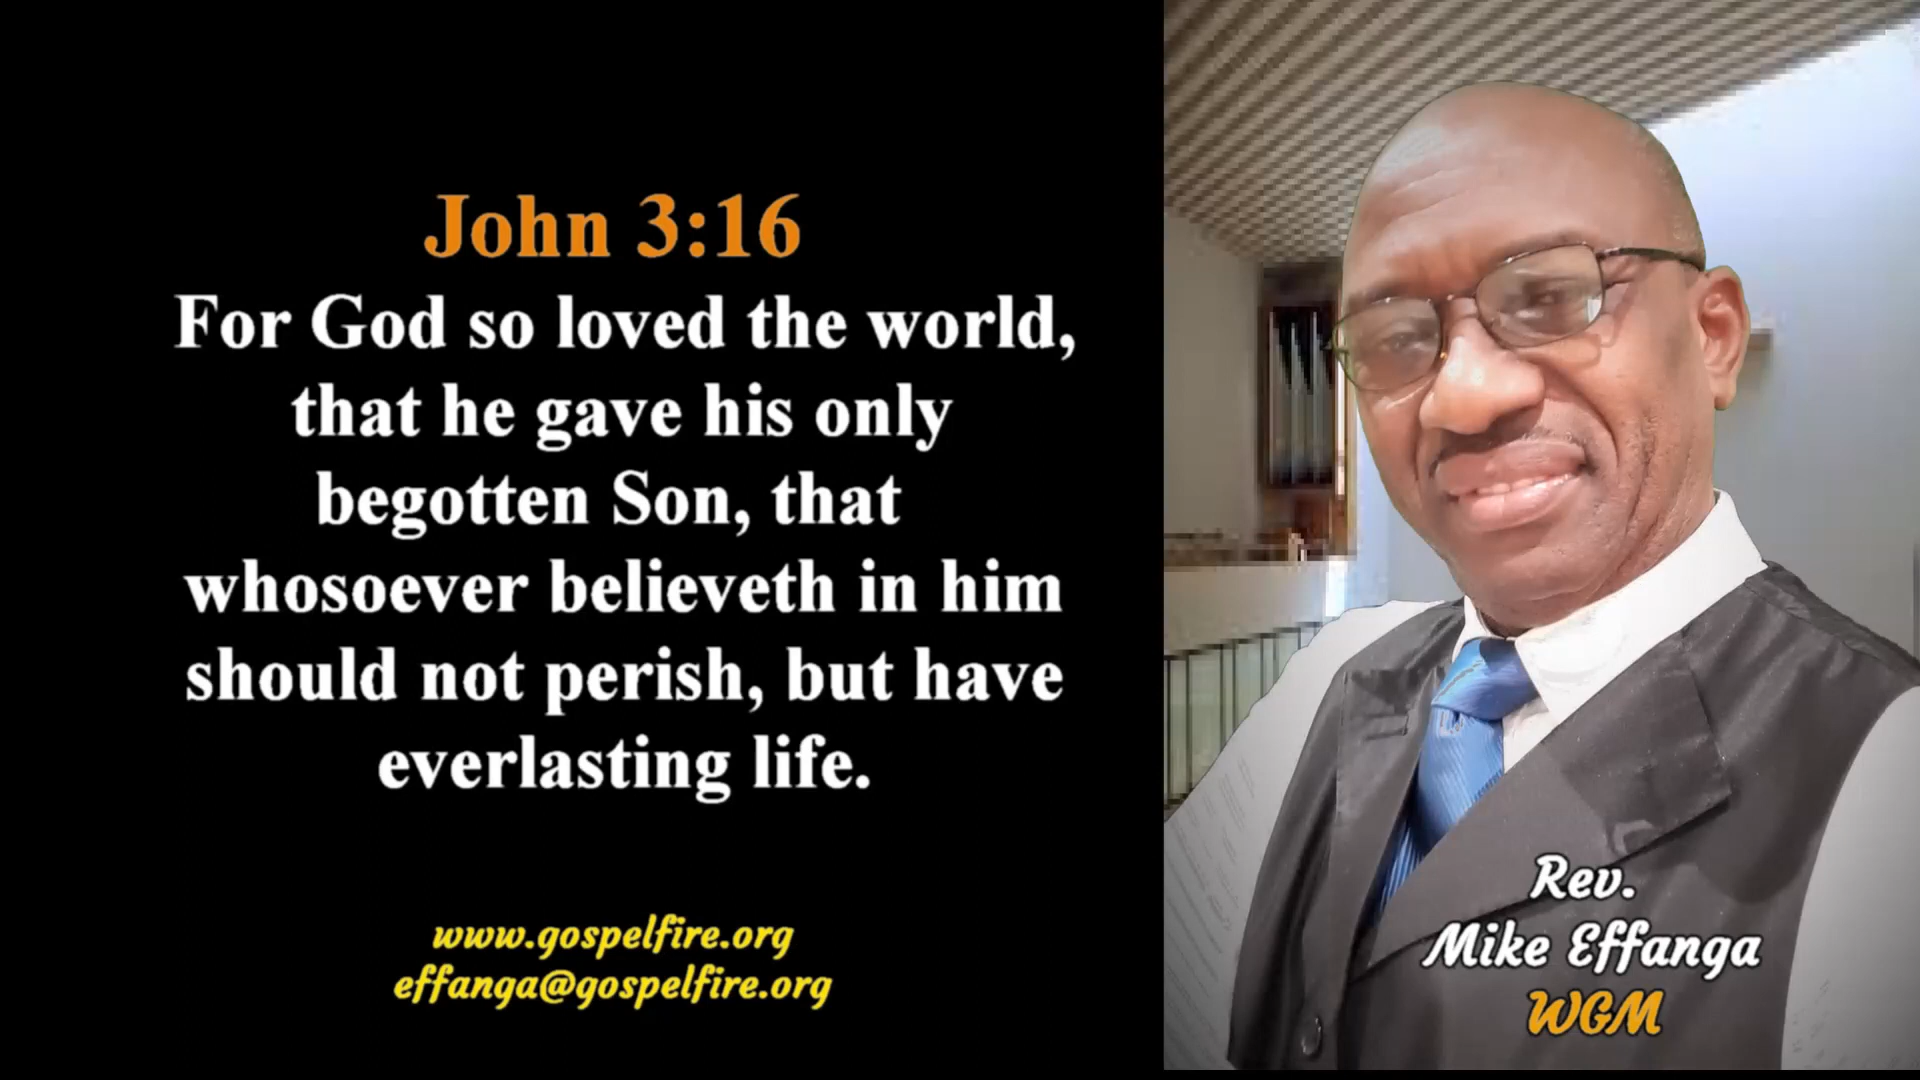 John 3:16
For God so loved the world,
that he gave his only
begotten Son, that
whosoever believeth in him
should not perish, but have
everlasting life.
www.gospelfire.org
effanga@gospelfire.org
Rev.
Mike Effanga
WGM